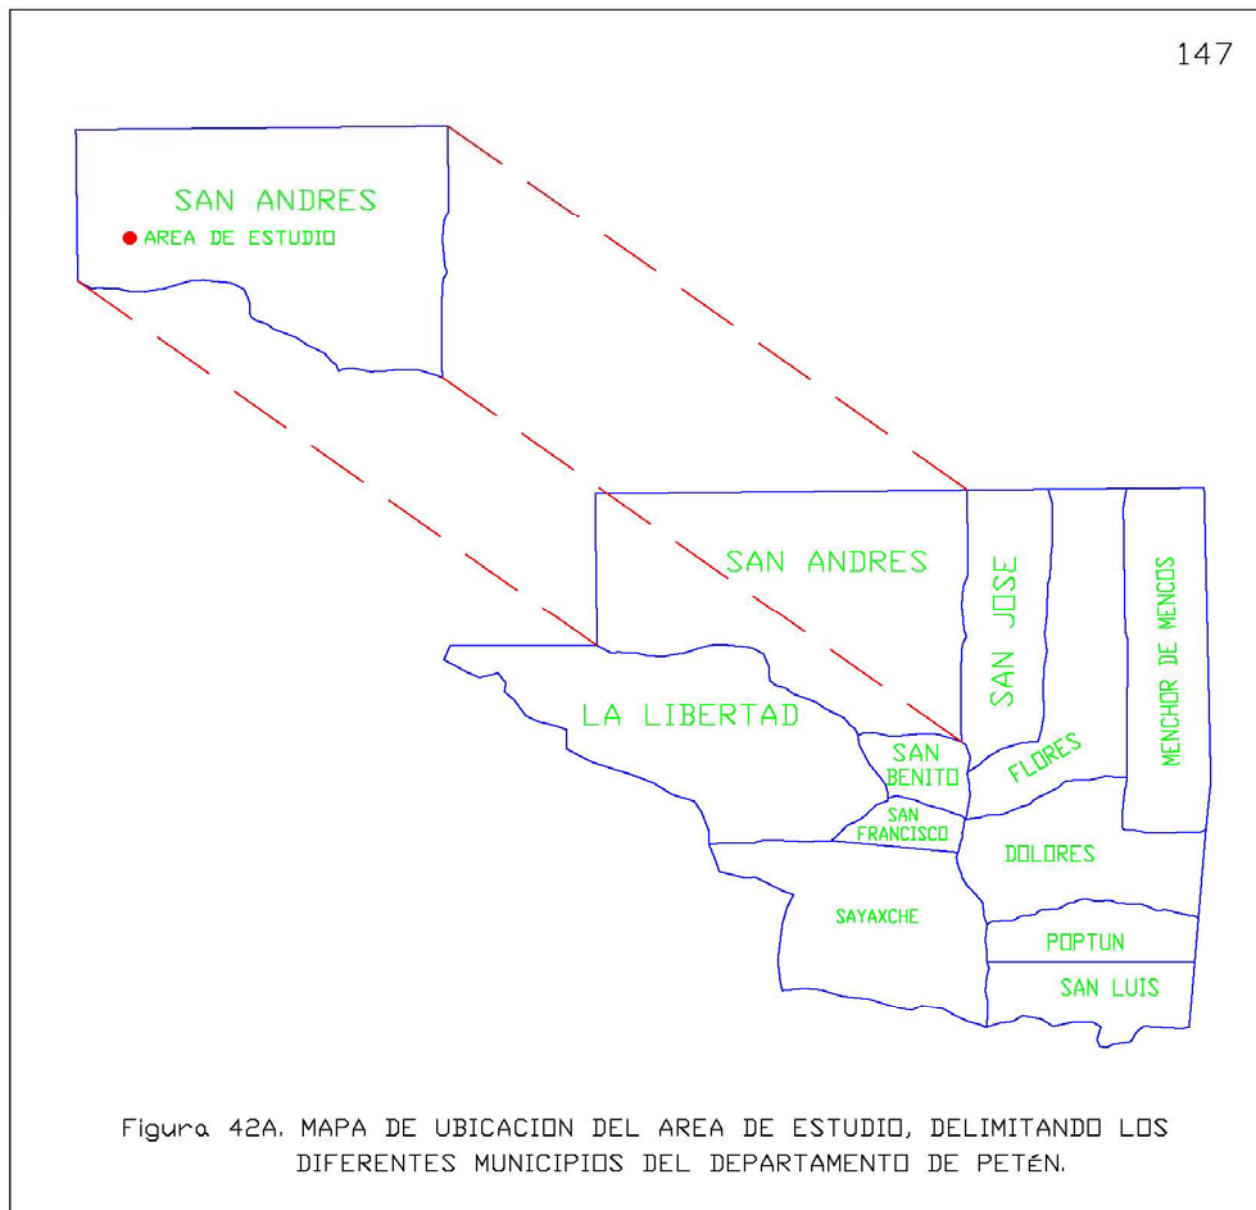 147
SAN ANDRES
AREA DE ESTUDIO
SAN ANDRES
SAN JOSE
MENCHOR DE MENCOS
LA LIBERTAD
FLORES
SAN
BENITO
SAN
FRANCISCO
DOLORES
SAYAXCHE
POPTUN
SAN LUIS
Figura 42A. MAPA DE UBICACION DEL AREA DE ESTUDIO, DELIMITANDO LOS
DIFERENTES MUNICIPIOS DEL DEPARTAMENTO DE PETéN.